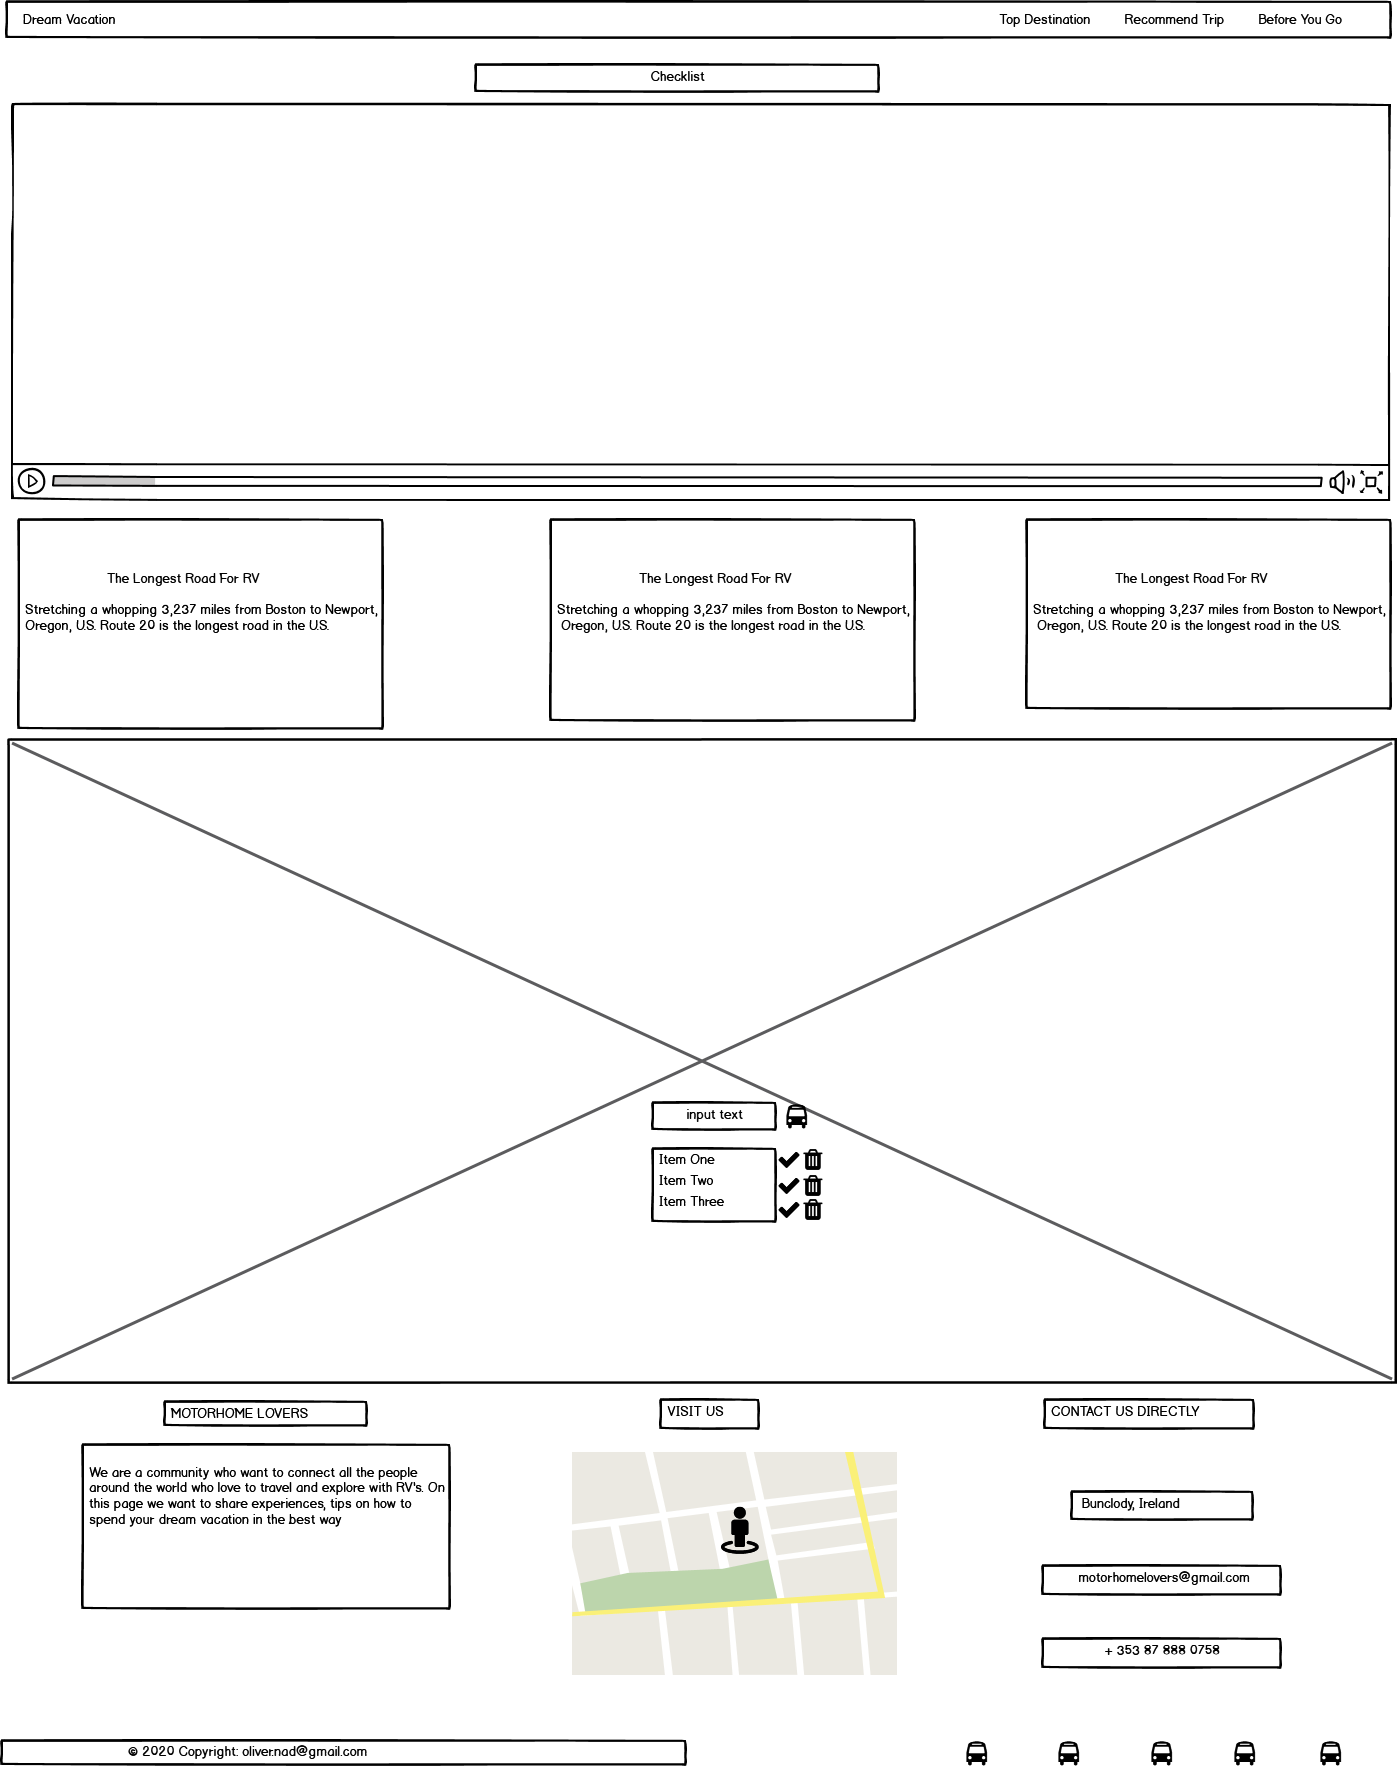 Dream Vacation
Top Destination
Recommend Trip
Before You Go
Checklist
The Longest Road For RV
Stretching a whopping 3,237 miles from Boston to Newport,
Oregon, U.S. Route 20 is the longest road in the U.S.
The Longest Road For RV
Stretching a whopping 3,237 miles from Boston to Newport,
Oregon, U.S. Route 20 is the longest road in the U.S.
The Longest Road For RV
Stretching a whopping 3,237 miles from Boston to Newport,
Oregon, U.S. Route 20 is the longest road in the U.S.
input text
Item One
Item Two
Item Three
MOTORHOME LOVERS
We are a community who want to connect all the people
around the world who love to travel and explore with RV's. On
this page we want to share experiences, tips on how to
spend your dream vacation in the best way
VISIT US
CONTACT US DIRECTLY
Bunclody, Ireland
motorhomelovers@gmail.com
+ 353 87 888 0758
© 2020 Copyright: oliver.nad@gmail.com